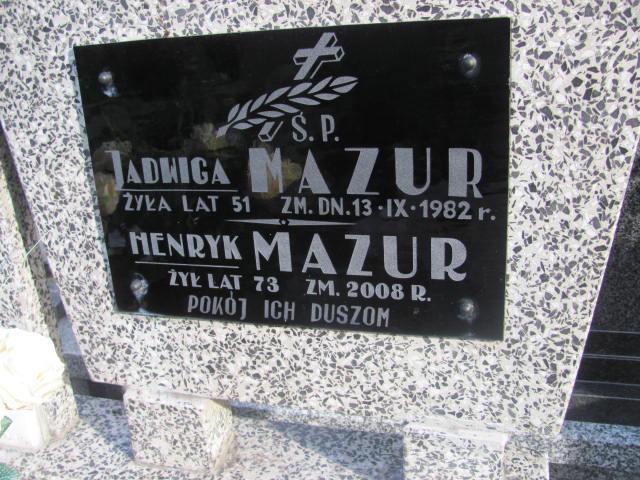 Ś.P.
JADWIGA MAZUR
ŻYŁA LAT 51 ZM. DN. 13·IX·1982 r.
HENRYK MAZUR
ŻYŁ LAT 73 ZM. 2008 R.
POKÓJ ICH DUSZOM